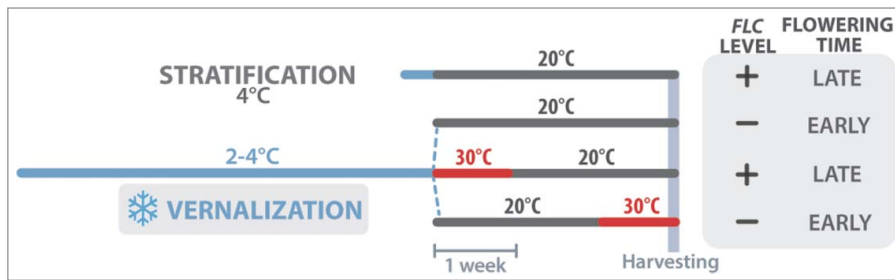 FLC FLOWERING
LEVEL TIME
20°C
STRATIFICATION
4°C
+ LATE
20°C
− EARLY
2-4°C
30°C 20°C
+ LATE
VERNALIZATION
20°C 30°C
− EARLY
1 week
Harvesting